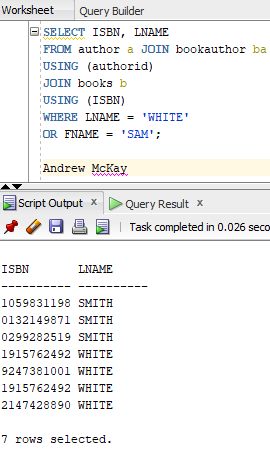 Worksheet Query Builder
SELECT ISBN, LNAME
FROM author a JOIN bookauthor ba
USING (authorid)
JOIN books b
USING (ISBN)
WHERE LNAME = 'WHITE'
OR FNAME = 'SAM';
Andrew McKay
Script Output x Query Result x
Task completed in 0.026 seco
ISBN LNAME
---------- ----------
1059831198 SMITH
0132149871 SMITH
0299282519 SMITH
1915762492 WHITE
9247381001 WHITE
1915762492 WHITE
2147428890 WHITE
7 rows selected.